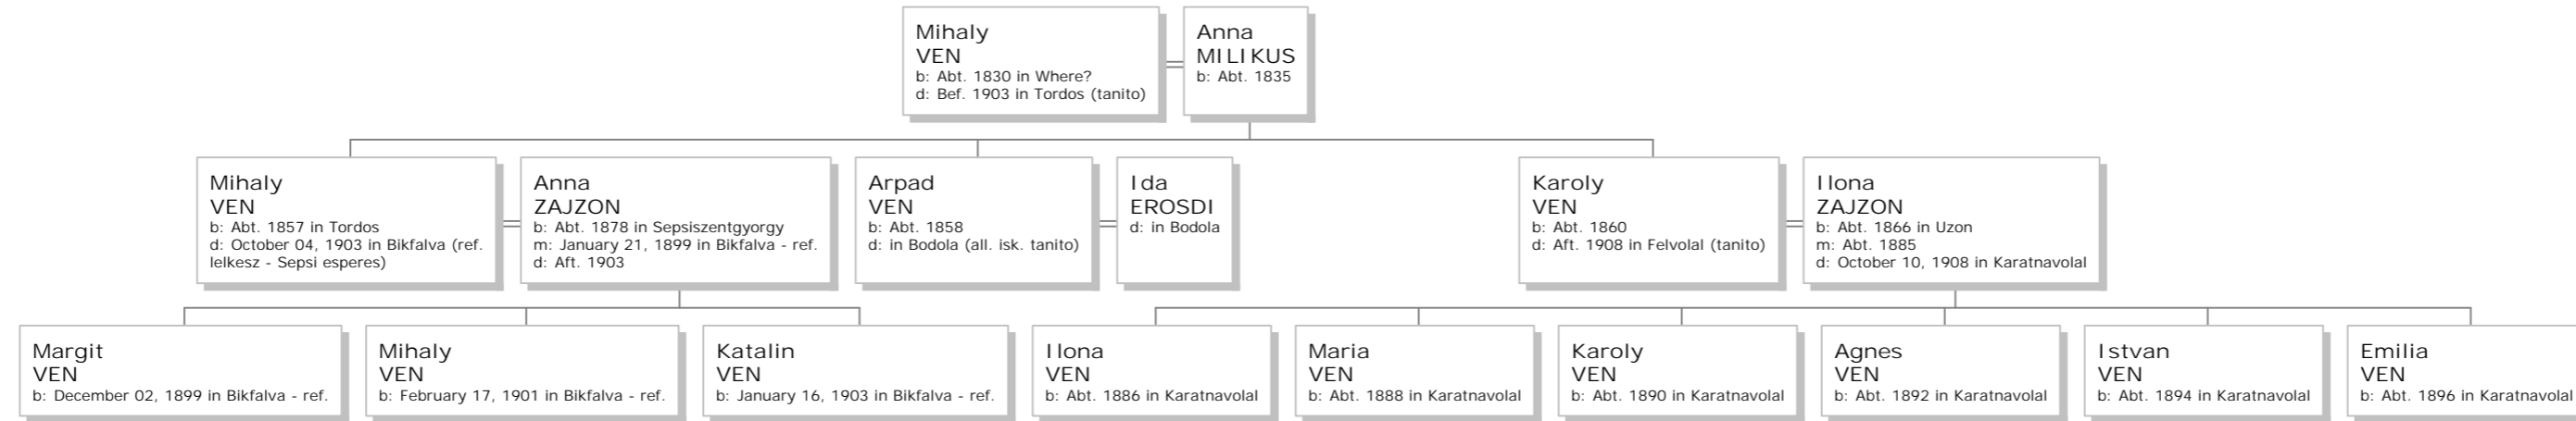 Mihaly
VEN
b: Abt. 1830 in Where?
d: Bef. 1903 in Tordos (tanito)
Anna
MILIKUS
b: Abt. 1835
Mihaly
VEN
b: Abt. 1857 in Tordos
d: October 04, 1903 in Bikfalva (ref.
lelkesz - Sepsi esperes)
Anna
ZAJZON
b: Abt. 1878 in Sepsiszentgyorgy
m: January 21, 1899 in Bikfalva - ref.
d: Aft. 1903
Arpad
VEN
b: Abt. 1858
d: in Bodola (all. isk. tanito)
Ida
EROSDI
d: in Bodola
Karoly
VEN
b: Abt. 1860
d: Aft. 1908 in Felvolal (tanito)
Ilona
ZAJZON
b: Abt. 1866 in Uzon
m: Abt. 1885
d: October 10, 1908 in Karatnavolal
Margit
VEN
b: December 02, 1899 in Bikfalva - ref.
Mihaly
VEN
b: February 17, 1901 in Bikfalva - ref.
Katalin
VEN
b: January 16, 1903 in Bikfalva - ref.
Ilona
VEN
b: Abt. 1886 in Karatnavolal
Maria
VEN
b: Abt. 1888 in Karatnavolal
Karoly
VEN
b: Abt. 1890 in Karatnavolal
Agnes
VEN
b: Abt. 1892 in Karatnavolal
Istvan
VEN
b: Abt. 1894 in Karatnavolal
Emilia
VEN
b: Abt. 1896 in Karatnavolal